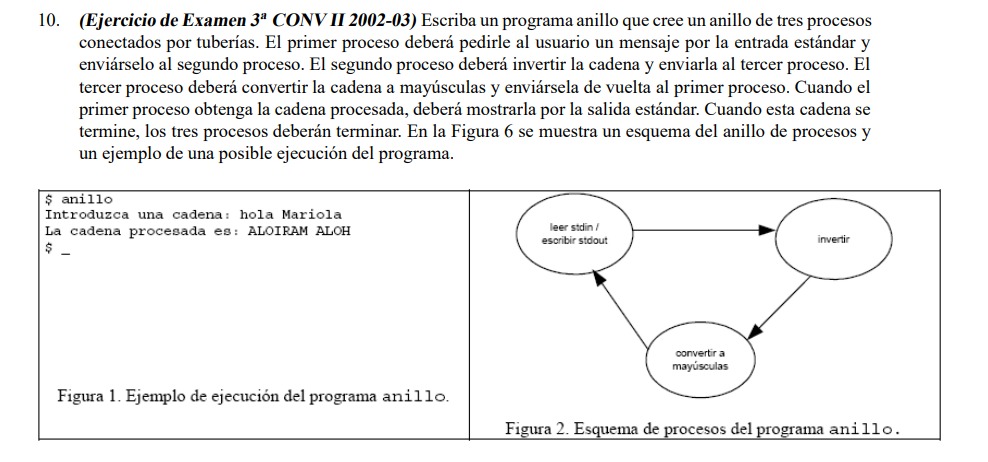 10. (Ejercicio de Examen 3ª CONV II 2002-03) Escriba un programa anillo que cree un anillo de tres procesos
conectados por tuberías. El primer proceso deberá pedirle al usuario un mensaje por la entrada estándar y
enviárselo al segundo proceso. El segundo proceso deberá invertir la cadena y enviarla al tercer proceso. El
tercer proceso deberá convertir la cadena a mayúsculas y enviársela de vuelta al primer proceso. Cuando el
primer proceso obtenga la cadena procesada, deberá mostrarla por la salida estándar. Cuando esta cadena se
termine, los tres procesos deberán terminar. En la Figura 6 se muestra un esquema del anillo de procesos y
un ejemplo de una posible ejecución del programa.
$ anillo
Introduzca una cadena: hola Mariola
La cadena procesada es: ALOIRAM ALOH
$ _
Figura 1. Ejemplo de ejecución del programa anillo.
leer stdin /
escribir stdout
invertir
convertir a
mayúsculas
Figura 2. Esquema de procesos del programa anillo.